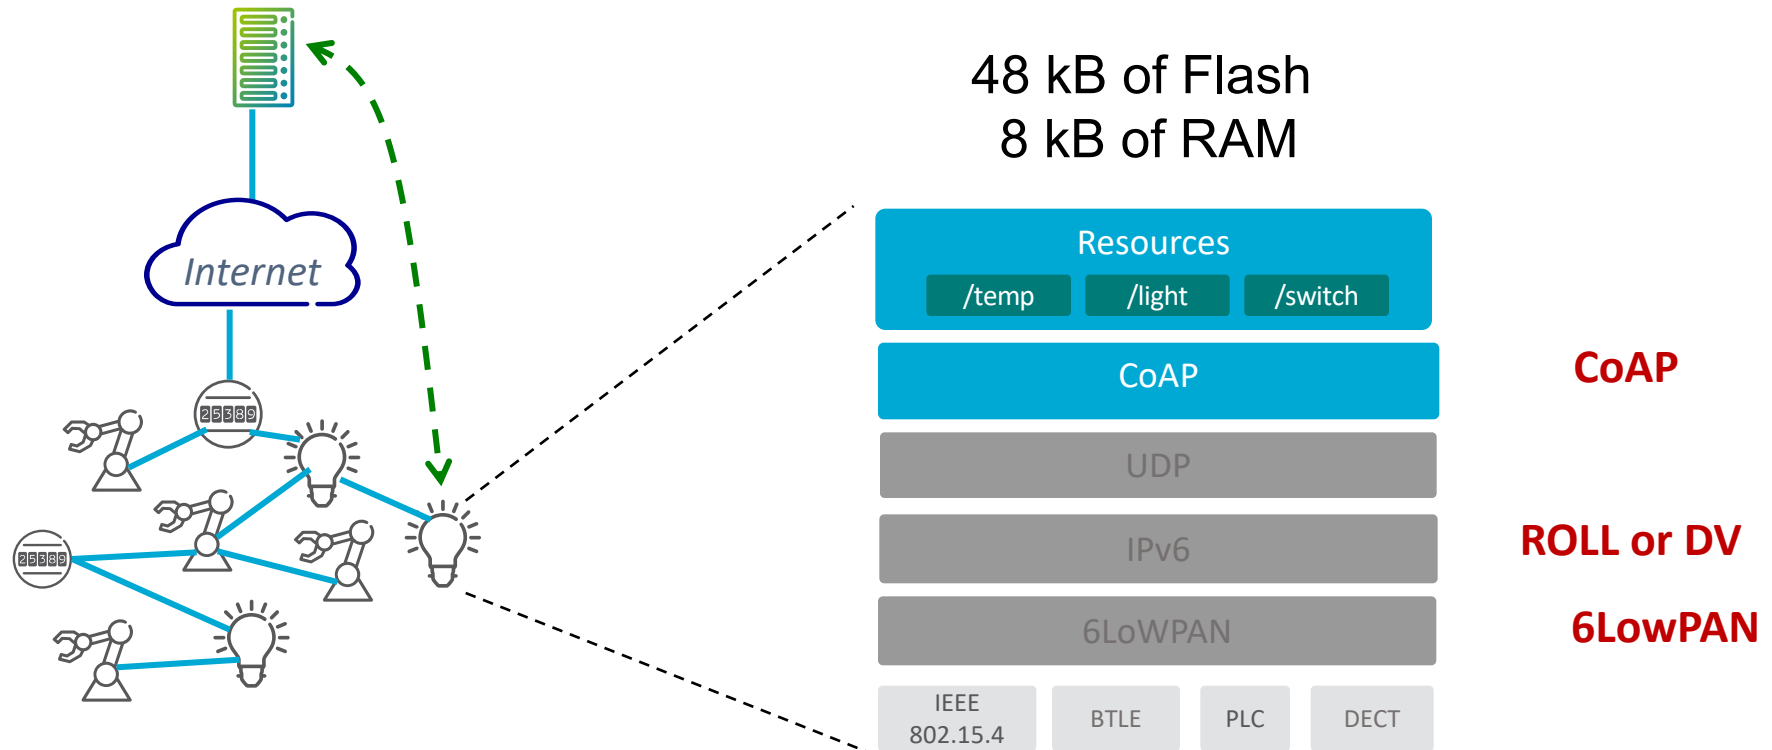 48 kB of Flash
8 kB of RAM
Internet
25389
25389
Resources
/temp /light /switch
CoAP
CoAP
UDP
IPv6
ROLL or DV
6LoWPAN
6LowPAN
IEEE
802.15.4
BTLE
PLC
DECT